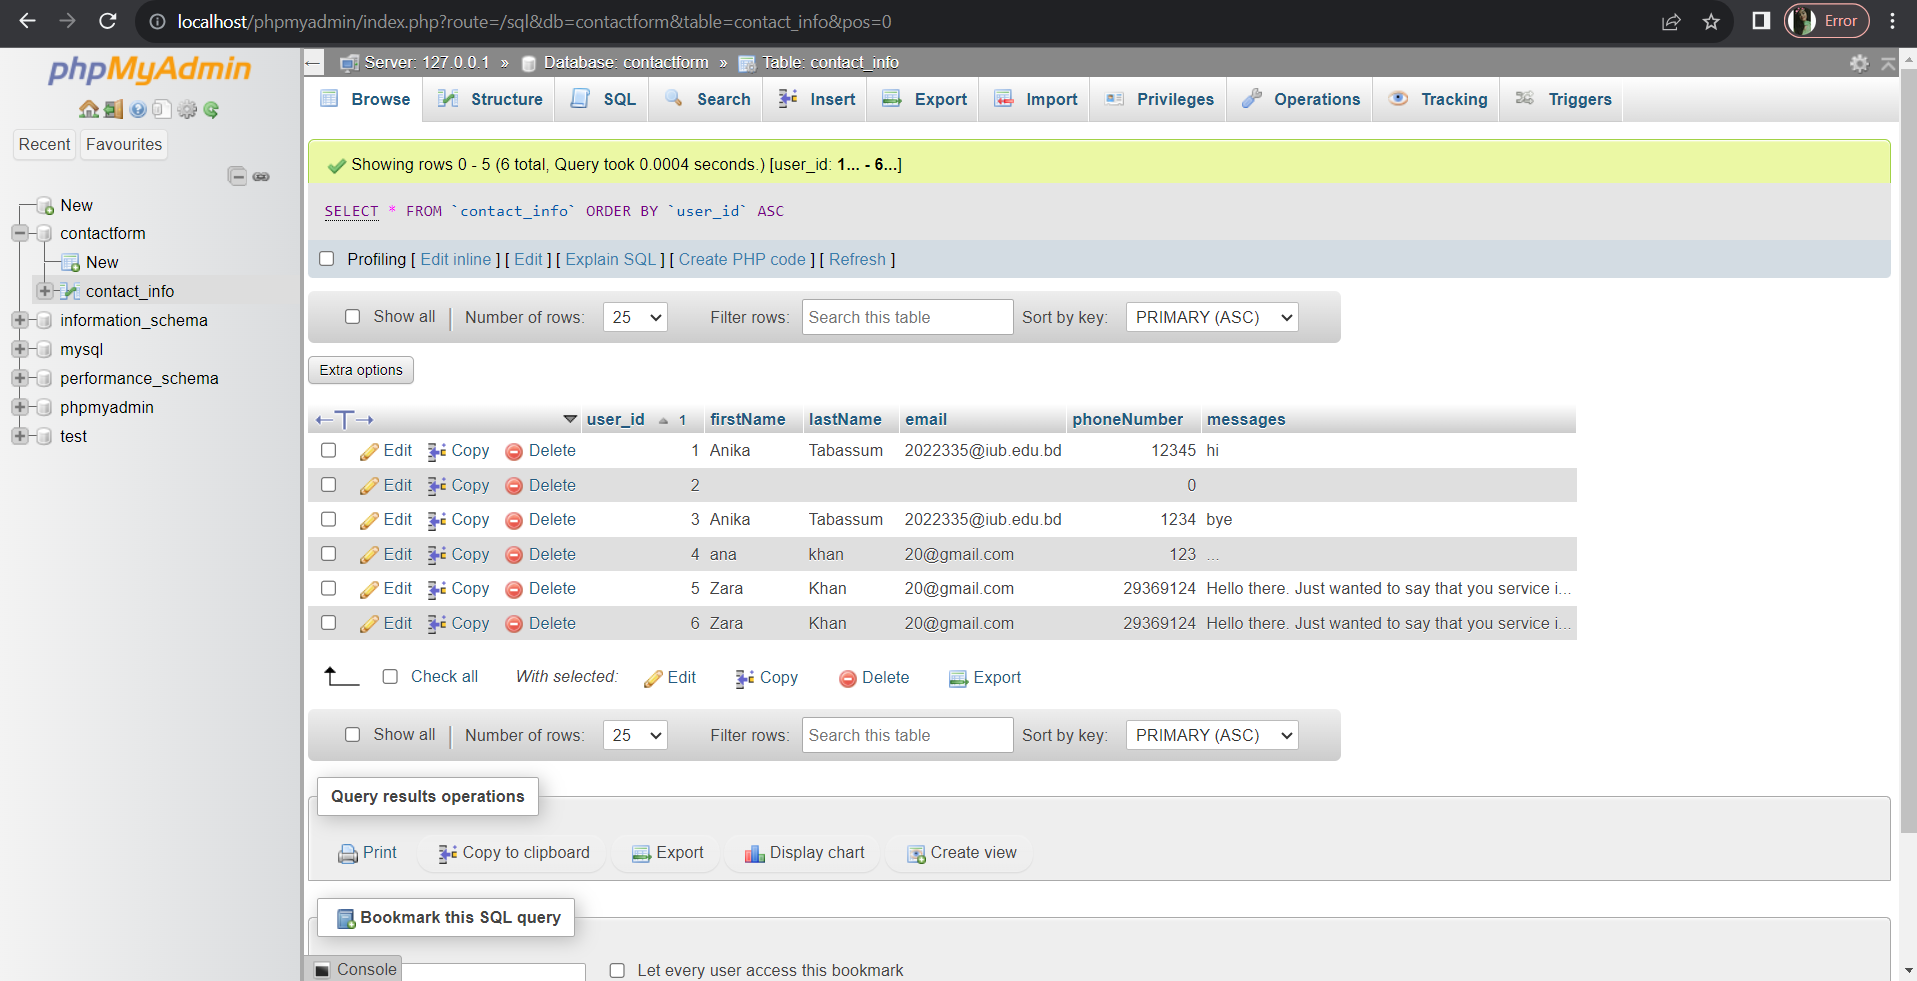 localhost/phpmyadmin/index.php?route=/sql&db=contactform&table=contact_info&pos=0
Error
phpMyAdmin
Recent Favourites
New
contactform
New
contact_info
information_schema
mysql
performance_schema
phpmyadmin
test
Server: 127.0.0.1 » Database: contactform » Table: contact_info
Browse Structure SQL Search Insert Export Import Privileges Operations Tracking Triggers
Showing rows 0 - 5 (6 total, Query took 0.0004 seconds.) [user_id: 1... - 6...]
SELECT * FROM `contact_info` ORDER BY `user_id` ASC
Profiling [ Edit inline ] [ Edit ] [ Explain SQL ] [ Create PHP code ] [ Refresh ]
Show all | Number of rows: 25 Filter rows: Search this table Sort by key: PRIMARY (ASC)
Extra options
←T→ user_id 1 firstName lastName email phoneNumber messages
Edit Copy Delete 1 Anika Tabassum 2022335@iub.edu.bd 12345 hi
Edit Copy Delete 2 0
Edit Copy Delete 3 Anika Tabassum 2022335@iub.edu.bd 1234 bye
Edit Copy Delete 4 ana khan 20@gmail.com 123 ...
Edit Copy Delete 5 Zara Khan 20@gmail.com 29369124 Hello there. Just wanted to say that you service i...
Edit Copy Delete 6 Zara Khan 20@gmail.com 29369124 Hello there. Just wanted to say that you service i...
Check all With selected: Edit Copy Delete Export
Show all | Number of rows: 25 Filter rows: Search this table Sort by key: PRIMARY (ASC)
Query results operations
Print Copy to clipboard Export Display chart Create view
Bookmark this SQL query
Console Let every user access this bookmark